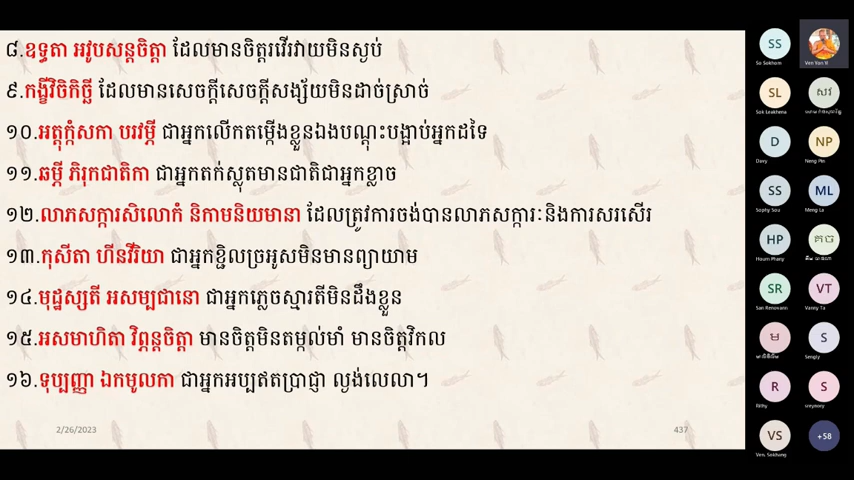 ៨.ឧទ្ធតា អវូបសន្តចិត្តា ដែលមានចិត្តរវើរវាយមិនស្ងប់
៩.កង្ខីវិចិកិច្ឆី ដែលមានសេចក្តីសេចក្តីសង្ស័យមិនដាច់ស្រាច់
១០.អត្តុក្កំសកា បរវម្ភី ជាអ្នកលើកតម្កើងខ្លួនឯងបណ្តុះបង្អាប់អ្នកដទៃ
១១.ឆម្ភី ភិរុកជាតិកា ជាអ្នកតក់ស្លុតមានជាតិជាអ្នកខ្លាច
១២.លាភសក្ការសិលោកំ និកាមនិយមានា ដែលត្រូវការចង់បានលាភសក្ការៈនិងការសរសើរ
១៣.កុសីតា ហីនវីរិយា ជាអ្នកខ្ជិលច្រអូសមិនមានព្យាយាម
១៤.មុដ្ឋស្សតី អសម្បជានោ ជាអ្នកភ្លេចស្មារតីមិនដឹងខ្លួន
១៥.អសមាហិតា វិព្ភន្តចិត្តា មានចិត្តមិនតម្កល់មាំ មានចិត្តវិកល
១៦.ទុប្បញ្ញា ឯកមូលកា ជាអ្នកអប្បឥតប្រាជ្ញា ល្ងង់លេលា។
2/26/2023
437
SS
So Sokhom
Ven Van Vi
SL
Sok Leakhena
សវ
D
Davy
NP
Neng Pin
SS
Sophy Suy
ML
Meng La
HP
Hourn Phany
គច
SR
San Renovann
VT
Vanny Ta
ម
S
Sengly
R
Rithy
S
sreymory
VS
Ven. Sokhang
+58